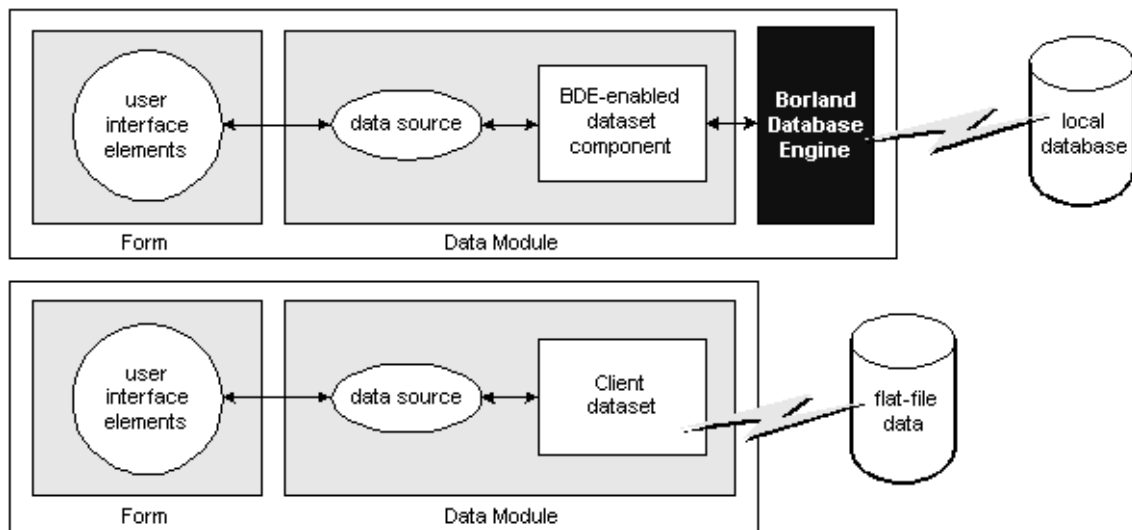 user
interface
elements
data source
BDE-enabled
dataset
component
Borland
Database
Engine
local
database
Form
Data Module
user
interface
elements
data source
Client
dataset
flat-file
data
Form
Data Module